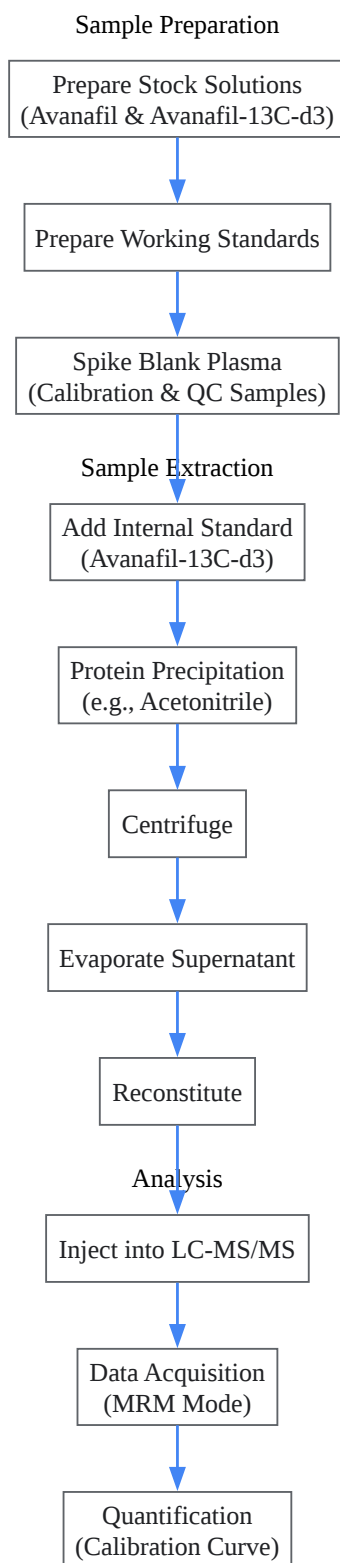 Sample Preparation
Prepare Stock Solutions
(Avanafil & Avanafil-13C-d3)
Prepare Working Standards
Spike Blank Plasma
(Calibration & QC Samples)
Sample Extraction
Add Internal Standard
(Avanafil-13C-d3)
Protein Precipitation
(e.g., Acetonitrile)
Centrifuge
Evaporate Supernatant
Reconstitute
Analysis
Inject into LC-MS/MS
Data Acquisition
(MRM Mode)
Quantification
(Calibration Curve)